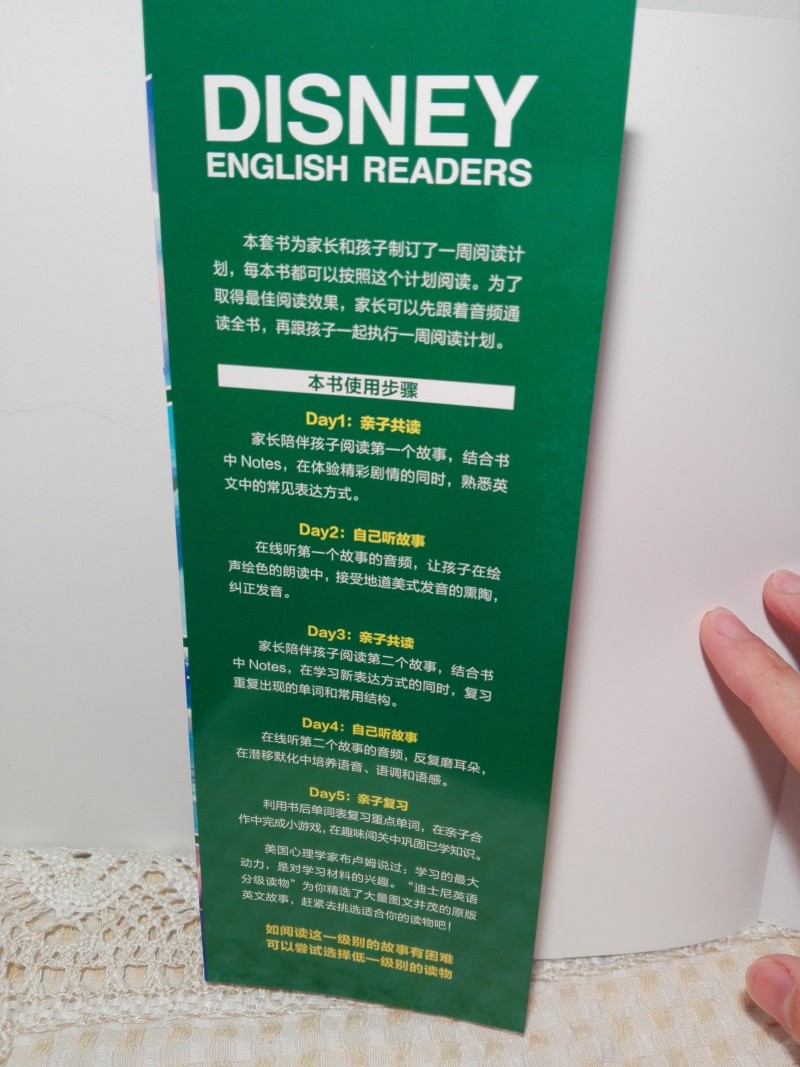 DISNEY
ENGLISH READERS
本套书为家长和孩子制订了一周阅读计
划，每本书都可以按照这个计划阅读。为了
取得最佳阅读效果，家长可以先跟着音频通
读全书，再跟孩子一起执行一周阅读计划。
本书使用步骤
Day1：亲子共读
家长陪伴孩子阅读第一个故事，结合书
中 Notes，在体验精彩剧情的同时，熟悉英
文中的常见表达方式。
Day2：自己听故事
在线听第一个故事的音频，让孩子在绘
声绘色的朗读中，接受地道美式发音的熏陶，
纠正发音。
Day3：亲子共读
家长陪伴孩子阅读第二个故事，结合书
中 Notes，在学习新表达方式的同时，复习
重复出现的单词和常用结构。
Day4：自己听故事
在线听第二个故事的音频，反复磨耳朵，
在潜移默化中培养语音、语调和语感。
Day5：亲子复习
利用书后单词表复习重点单词，在亲子合
作中完成小游戏，在趣味闯关中巩固已学知识。
美国心理学家布卢姆说过：学习的最大
动力，是对学习材料的兴趣。“迪士尼英语
分级读物”为你精选了大量图文并茂的原版
英文故事，赶紧去挑选适合你的读物吧！
如阅读这一级别的故事有困难
可以尝试选择低一级别的读物